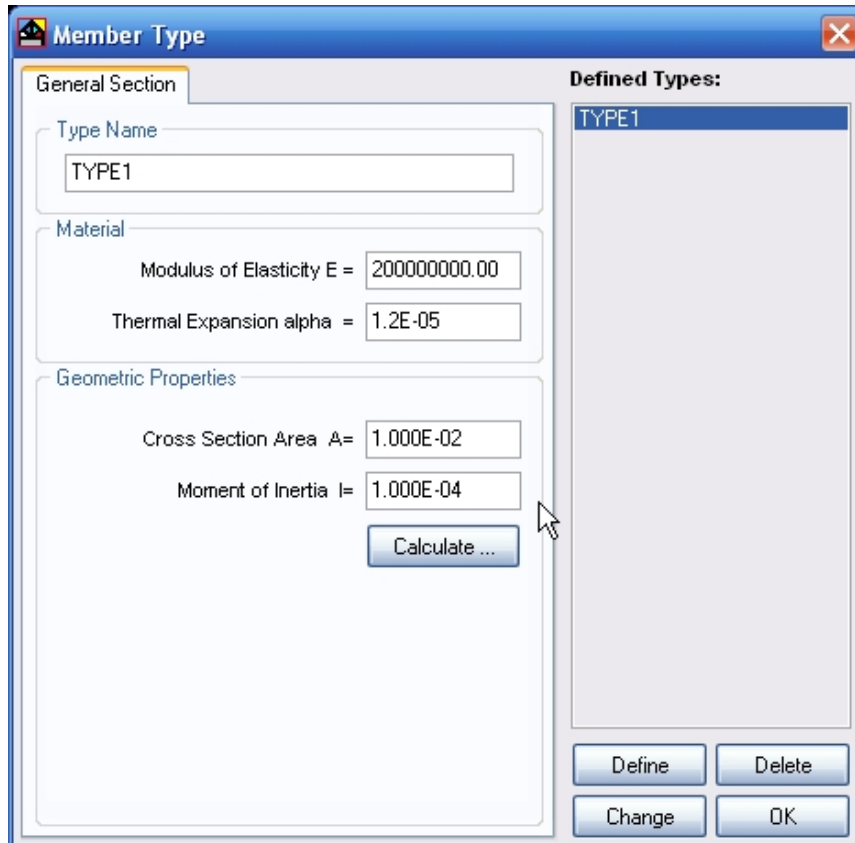 Member Type
General Section
Type Name
TYPE1
Material
Modulus of Elasticity E = 200000000.00
Thermal Expansion alpha = 1.2E-05
Geometric Properties
Cross Section Area A= 1.000E-02
Moment of Inertia I= 1.000E-04
Calculate ...
Defined Types:
TYPE1
Define Delete
Change OK